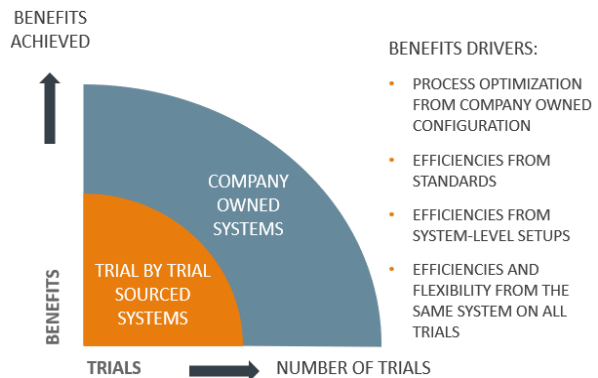 BENEFITS
ACHIEVED
COMPANY
OWNED
SYSTEMS
TRIAL BY TRIAL
SOURCED
SYSTEMS
BENEFITS
TRIALS
NUMBER OF TRIALS
BENEFITS DRIVERS:
• PROCESS OPTIMIZATION
FROM COMPANY OWNED
CONFIGURATION
• EFFICIENCIES FROM
STANDARDS
• EFFICIENCIES FROM
SYSTEM-LEVEL SETUPS
• EFFICIENCIES AND
FLEXIBILITY FROM THE
SAME SYSTEM ON ALL
TRIALS